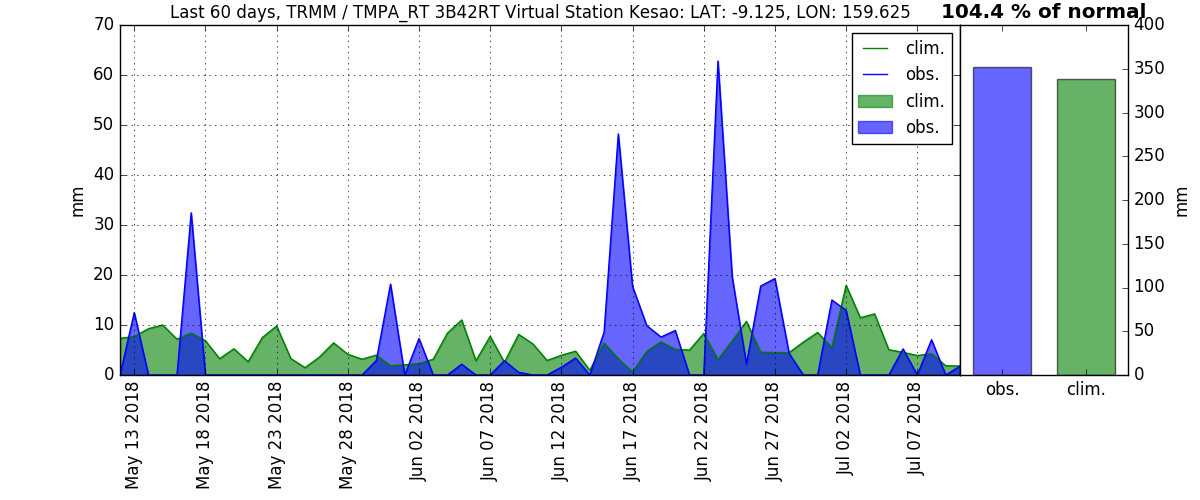 Last 60 days, TRMM / TMPA_RT 3B42RT Virtual Station Kesao: LAT: -9.125, LON: 159.625
104.4 % of normal
70
60
50
40
30
20
10
0
mm
clim.
obs.
clim.
obs.
May 13 2018
May 18 2018
May 23 2018
May 28 2018
Jun 02 2018
Jun 07 2018
Jun 12 2018
Jun 17 2018
Jun 22 2018
Jun 27 2018
Jul 02 2018
Jul 07 2018
400
350
300
250
200
150
100
50
0
mm
obs.
clim.